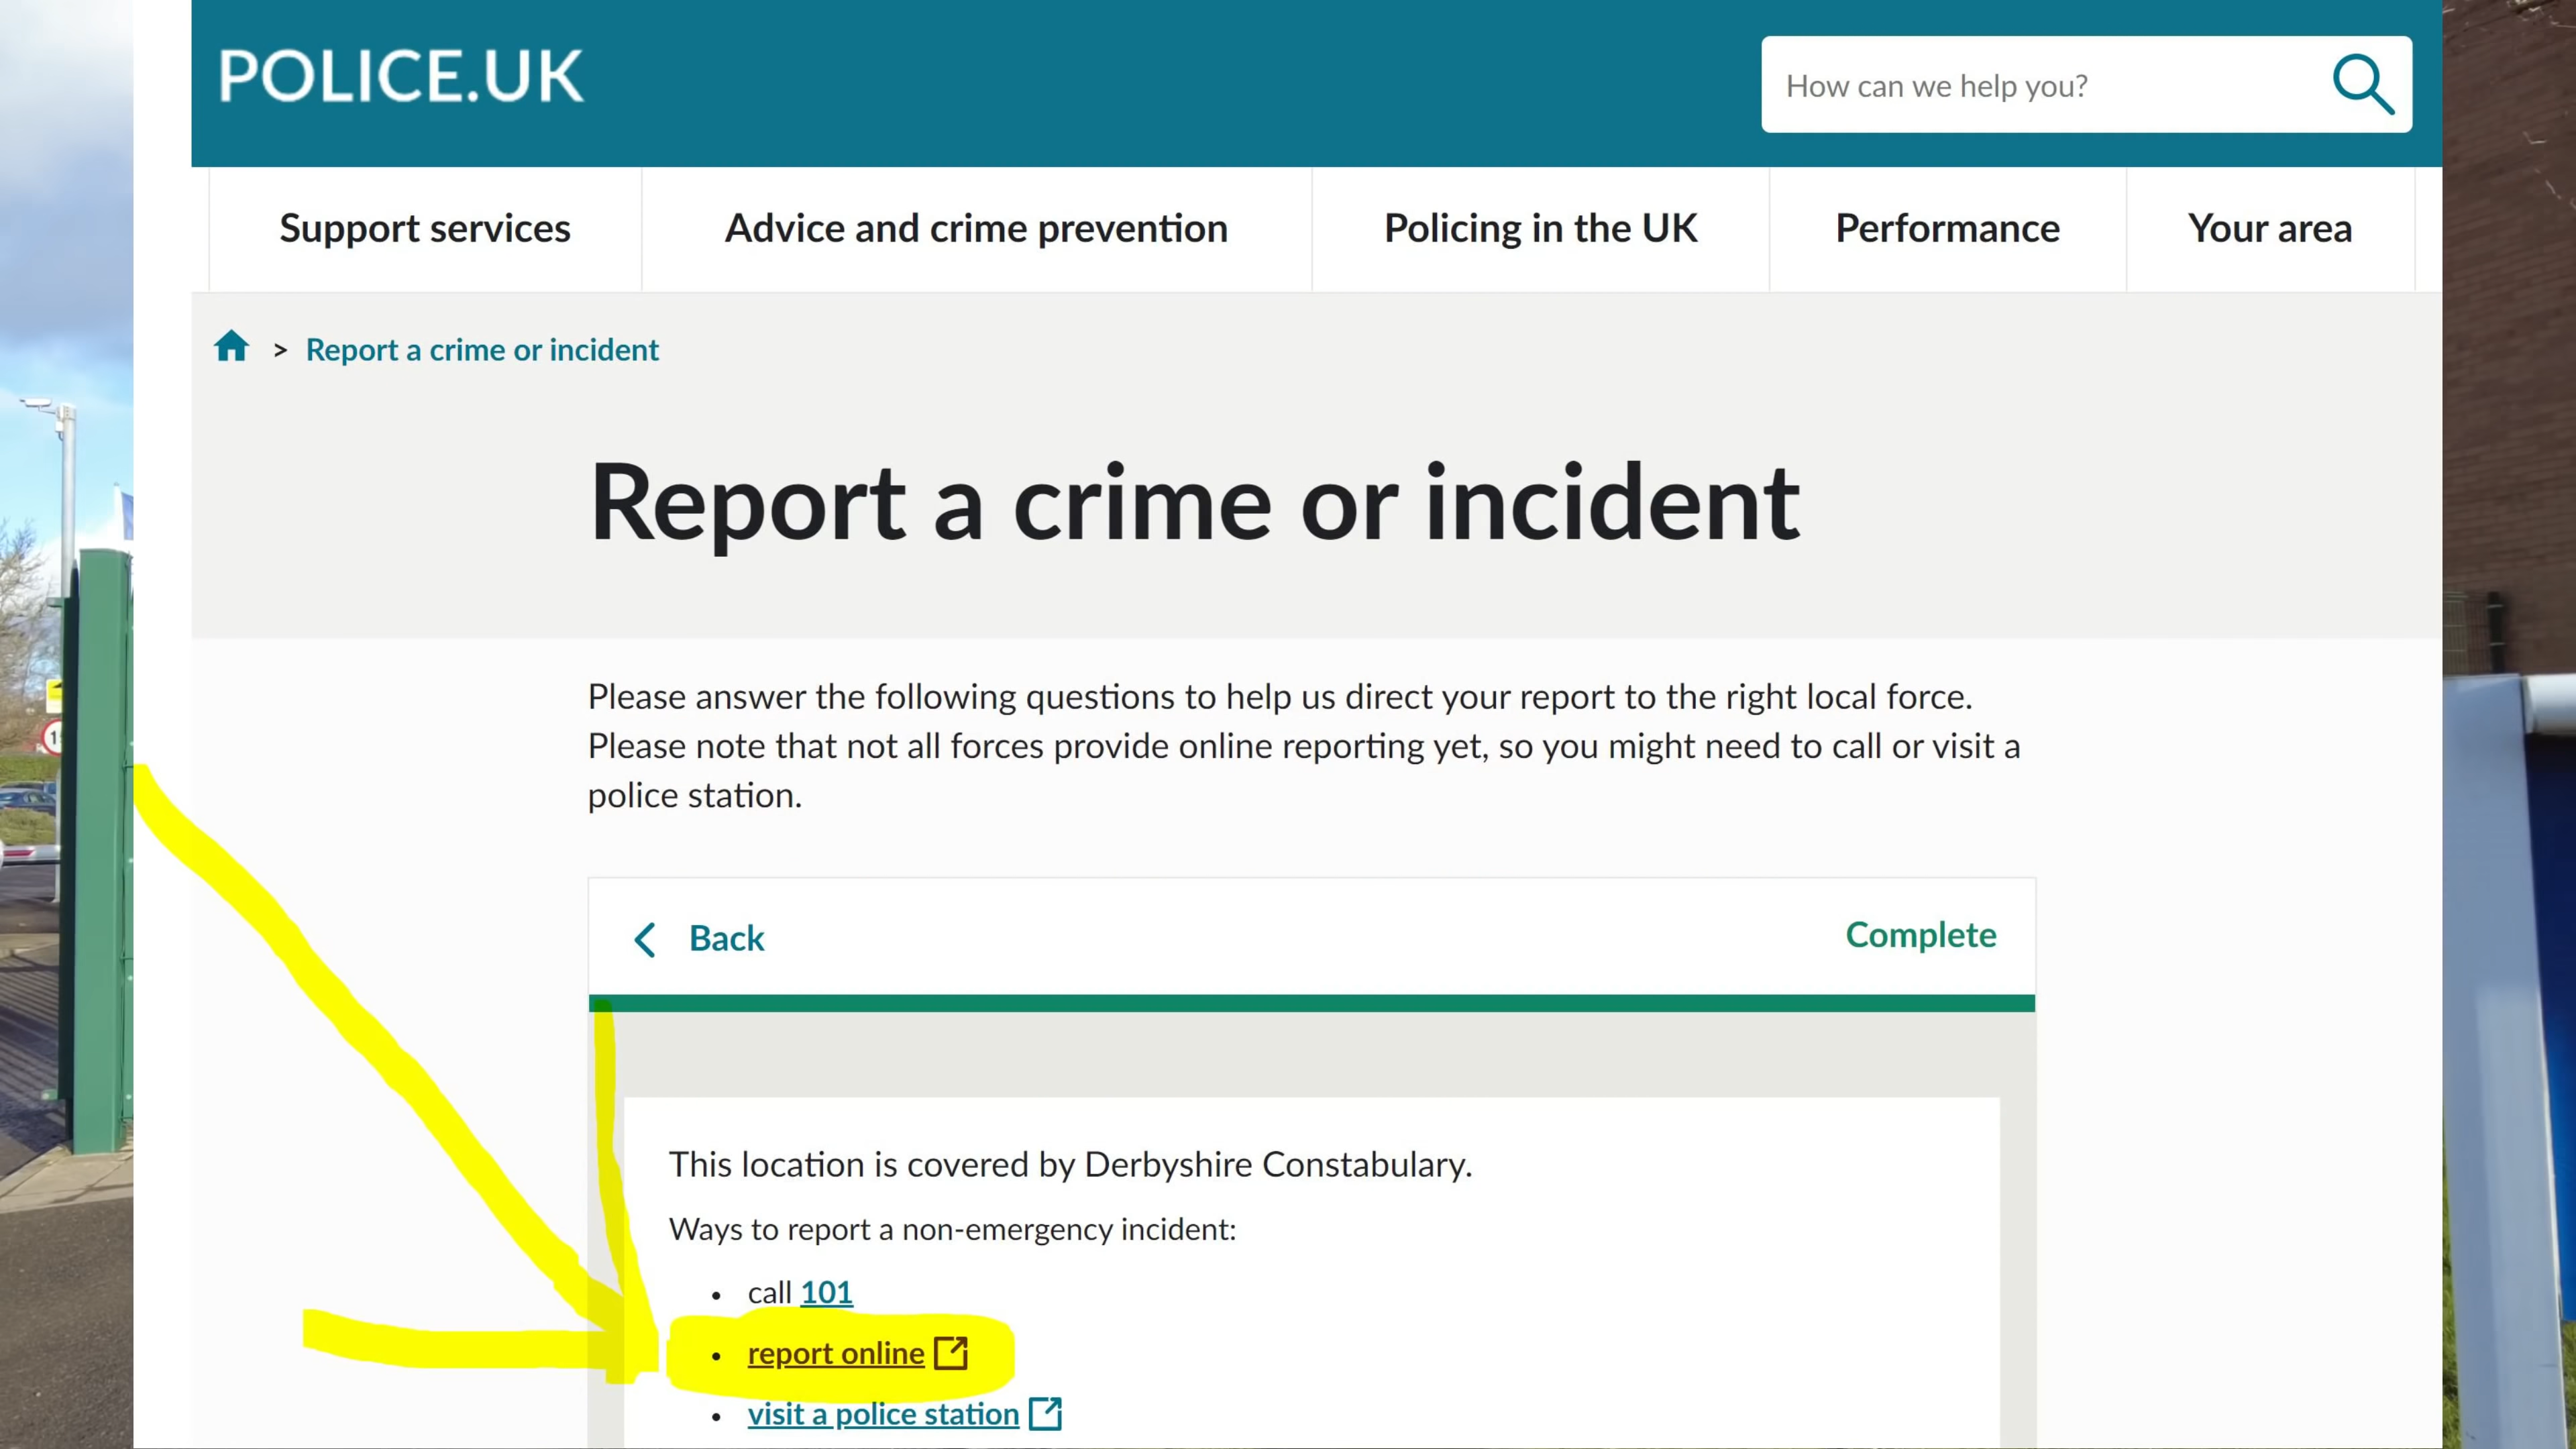 POLICE.UK
How can we help you?
Support services
Advice and crime prevention
Policing in the UK
Performance
Your area
> Report a crime or incident
Report a crime or incident
Please answer the following questions to help us direct your report to the right local force.
Please note that not all forces provide online reporting yet, so you might need to call or visit a
police station.
Back
Complete
This location is covered by Derbyshire Constabulary.
Ways to report a non-emergency incident:
• call 101
• report online
• visit a police station